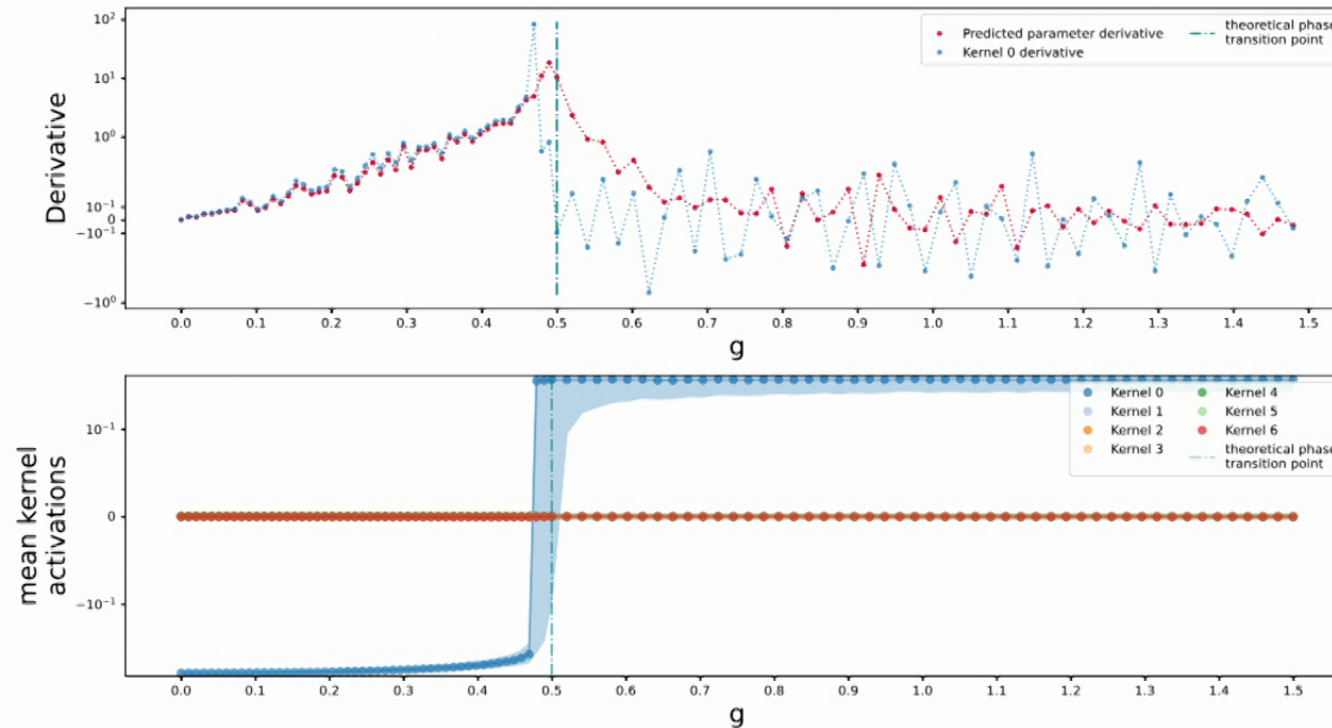 10²
10¹
10⁰
10⁻¹
0
−10⁻¹
−10⁰
Derivative
Predicted parameter derivative
Kernel 0 derivative
theoretical phase
transition point
0.0 0.1 0.2 0.3 0.4 0.5 0.6 0.7 0.8 0.9 1.0 1.1 1.2 1.3 1.4 1.5
g
10⁻¹
0
−10⁻¹
mean kernel
activations
Kernel 0
Kernel 1
Kernel 2
Kernel 3
Kernel 4
Kernel 5
Kernel 6
theoretical phase
transition point
0.0 0.1 0.2 0.3 0.4 0.5 0.6 0.7 0.8 0.9 1.0 1.1 1.2 1.3 1.4 1.5
g